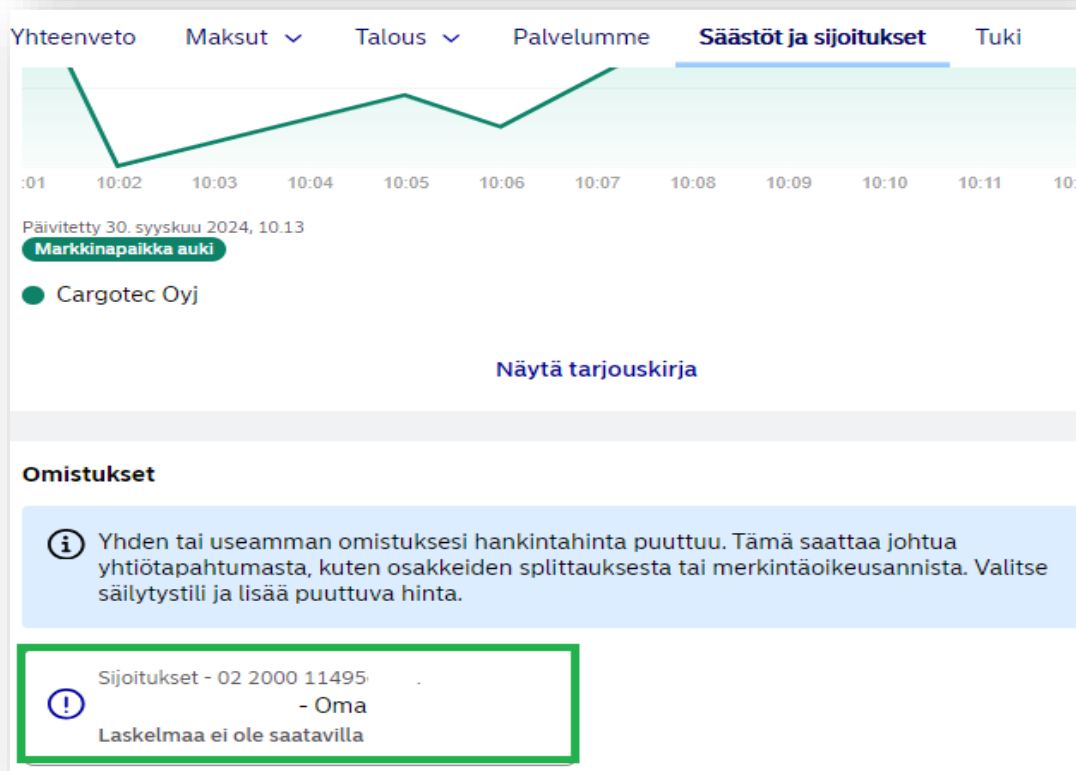 Yhteenveto Maksut Talous Palvelumme Säästöt ja sijoitukset Tuki
:01 10:02 10:03 10:04 10:05 10:06 10:07 10:08 10:09 10:10 10:11 10:
Päivitetty 30. syyskuu 2024, 10.13
Markkinapaikka auki
Cargotec Oyj
Näytä tarjouskirja
Omistukset
Yhden tai useamman omistuksesi hankintahinta puuttuu. Tämä saattaa johtua
yhtiötapahtumasta, kuten osakkeiden splittauksesta tai merkintäoikeusannista. Valitse
säilytystili ja lisää puuttuva hinta.
Sijoitukset - 02 2000 11495
- Oma
Laskelmaa ei ole saatavilla